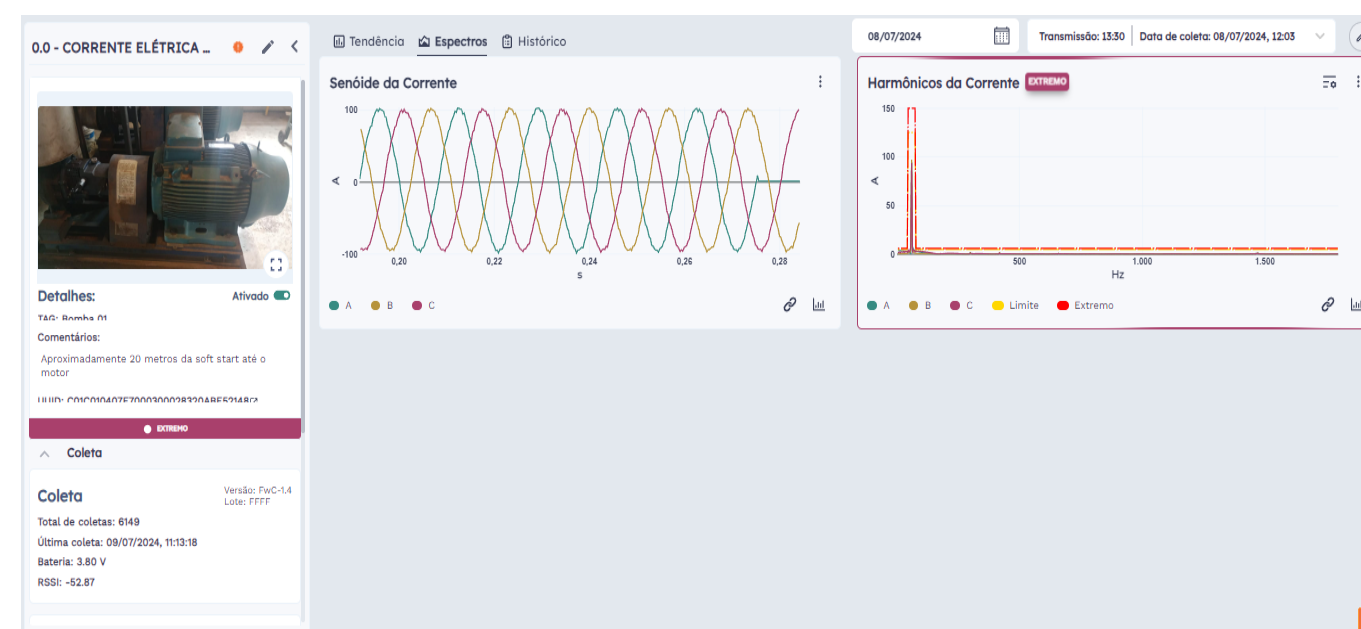 0.0 - CORRENTE ELÉTRICA ...
Detalhes:
Ativado
TAG: Bomba 01
Comentários:
Aproximadamente 20 metros da soft start até o
motor
EXTREMO
Coleta
Coleta
Versão: FwC-1.4
Lote: FFFF
Total de coletas: 6149
Última coleta: 09/07/2024, 11:13:18
Bateria: 3.80 V
RSSI: -52.87
Tendência
Espectros
Histórico
08/07/2024
Transmissão: 13:30
Data de coleta: 08/07/2024, 12:03
Senóide da Corrente
100
0
-100
A
0,20
0,22
0,24
0,26
0,28
s
A
B
C
Harmônicos da Corrente
EXTREMO
150
100
50
0
A
500
1.000
1.500
Hz
A
B
C
Limite
Extremo